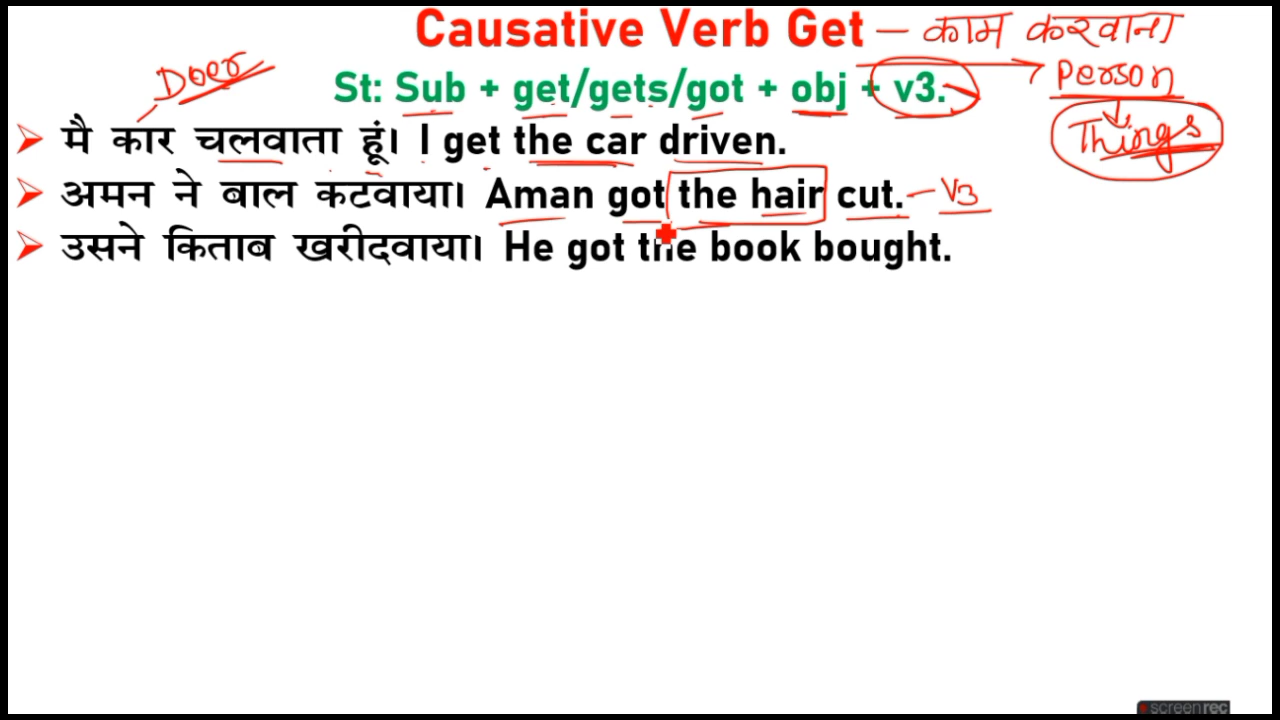 Causative Verb Get – काम करवाना
Doer
St: Sub + get/gets/got + obj + v3.
Person
Things
मै कार चलवाता हूं। I get the car driven.
अमन ने बाल कटवाया। Aman got the hair cut. – V3
उसने किताब खरीदवाया। He got the book bought.
screenrec